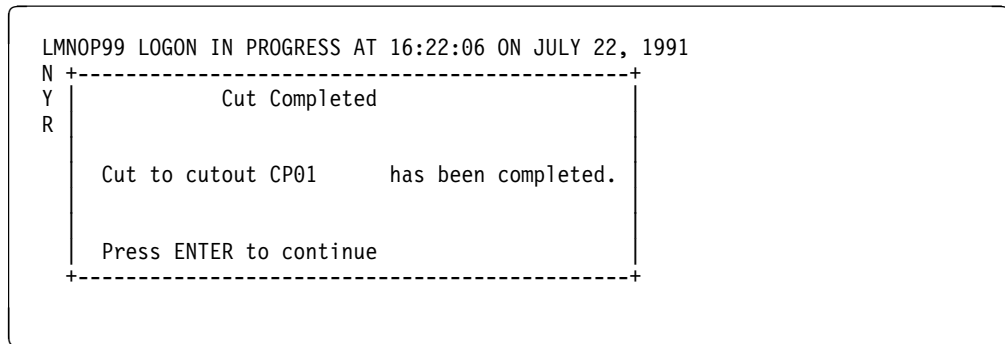 LMNOP99 LOGON IN PROGRESS AT 16:22:06 ON JULY 22, 1991
N +----------------------------------------------+
Y | Cut Completed |
R | |
| |
| Cut to cutout CP01 has been completed. |
| |
| |
| Press ENTER to continue |
+----------------------------------------------+